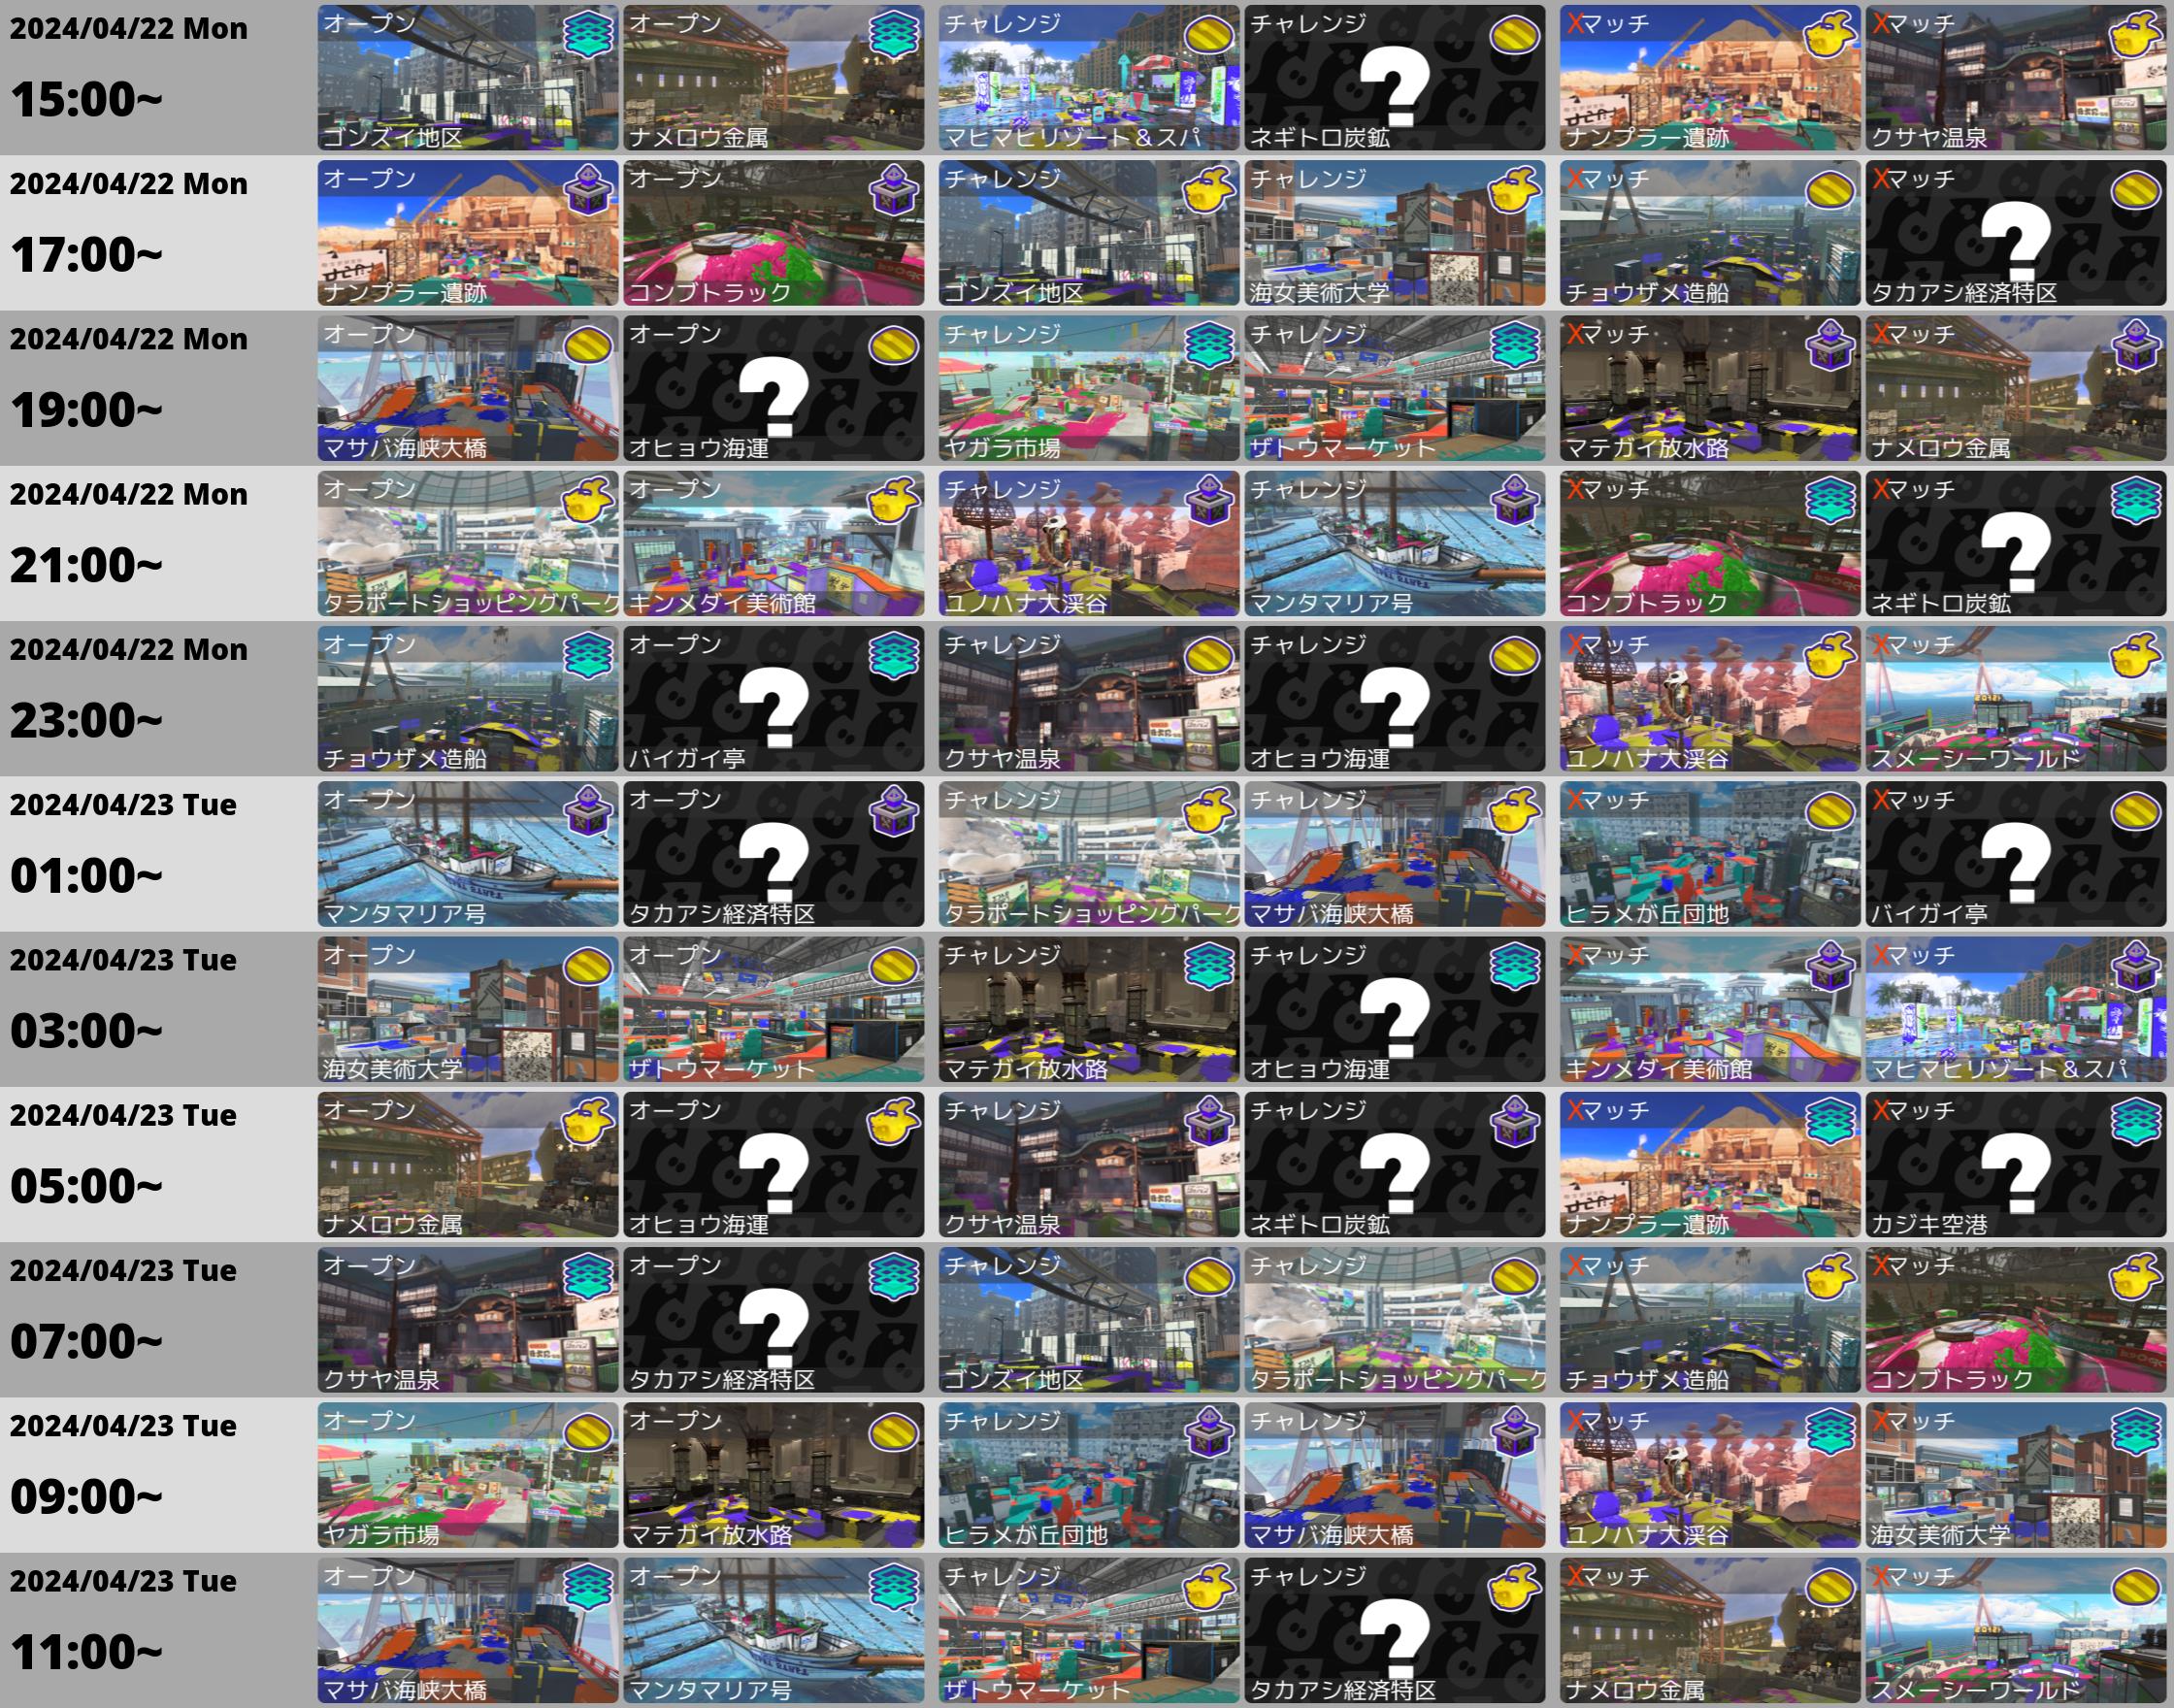 2024/04/22 Mon
15:00~
オープン
ゴンズイ地区
オープン
ナメロウ金属
チャレンジ
マヒマヒリゾート＆スパ
チャレンジ
?
ネギトロ炭鉱
Xマッチ
ナンプラー遺跡
Xマッチ
クサヤ温泉
2024/04/22 Mon
17:00~
オープン
ナンプラー遺跡
オープン
コンブトラック
チャレンジ
ゴンズイ地区
チャレンジ
海女美術大学
Xマッチ
チョウザメ造船
Xマッチ
?
タカアシ経済特区
2024/04/22 Mon
19:00~
オープン
マサバ海峡大橋
オープン
?
オヒョウ海運
チャレンジ
ヤガラ市場
チャレンジ
ザトウマーケット
Xマッチ
マテガイ放水路
Xマッチ
ナメロウ金属
2024/04/22 Mon
21:00~
オープン
タラポートショッピングパーク
オープン
キンメダイ美術館
チャレンジ
ユノハナ大渓谷
チャレンジ
マンタマリア号
Xマッチ
コンブトラック
Xマッチ
?
ネギトロ炭鉱
2024/04/22 Mon
23:00~
オープン
チョウザメ造船
オープン
?
バイガイ亭
チャレンジ
クサヤ温泉
チャレンジ
?
オヒョウ海運
Xマッチ
ユノハナ大渓谷
Xマッチ
スメーシーワールド
2024/04/23 Tue
01:00~
オープン
マンタマリア号
オープン
?
タカアシ経済特区
チャレンジ
タラポートショッピングパーク
チャレンジ
マサバ海峡大橋
Xマッチ
ヒラメが丘団地
Xマッチ
?
バイガイ亭
2024/04/23 Tue
03:00~
オープン
海女美術大学
オープン
ザトウマーケット
チャレンジ
マテガイ放水路
チャレンジ
?
オヒョウ海運
Xマッチ
キンメダイ美術館
Xマッチ
マヒマヒリゾート＆スパ
2024/04/23 Tue
05:00~
オープン
ナメロウ金属
オープン
?
オヒョウ海運
チャレンジ
クサヤ温泉
チャレンジ
?
ネギトロ炭鉱
Xマッチ
ナンプラー遺跡
Xマッチ
?
カジキ空港
2024/04/23 Tue
07:00~
オープン
クサヤ温泉
オープン
?
タカアシ経済特区
チャレンジ
ゴンズイ地区
チャレンジ
タラポートショッピングパーク
Xマッチ
チョウザメ造船
Xマッチ
コンブトラック
2024/04/23 Tue
09:00~
オープン
ヤガラ市場
オープン
マテガイ放水路
チャレンジ
ヒラメが丘団地
チャレンジ
マサバ海峡大橋
Xマッチ
ユノハナ大渓谷
Xマッチ
海女美術大学
2024/04/23 Tue
11:00~
オープン
マサバ海峡大橋
オープン
マンタマリア号
チャレンジ
ザトウマーケット
チャレンジ
?
タカアシ経済特区
Xマッチ
ナメロウ金属
Xマッチ
スメーシーワールド